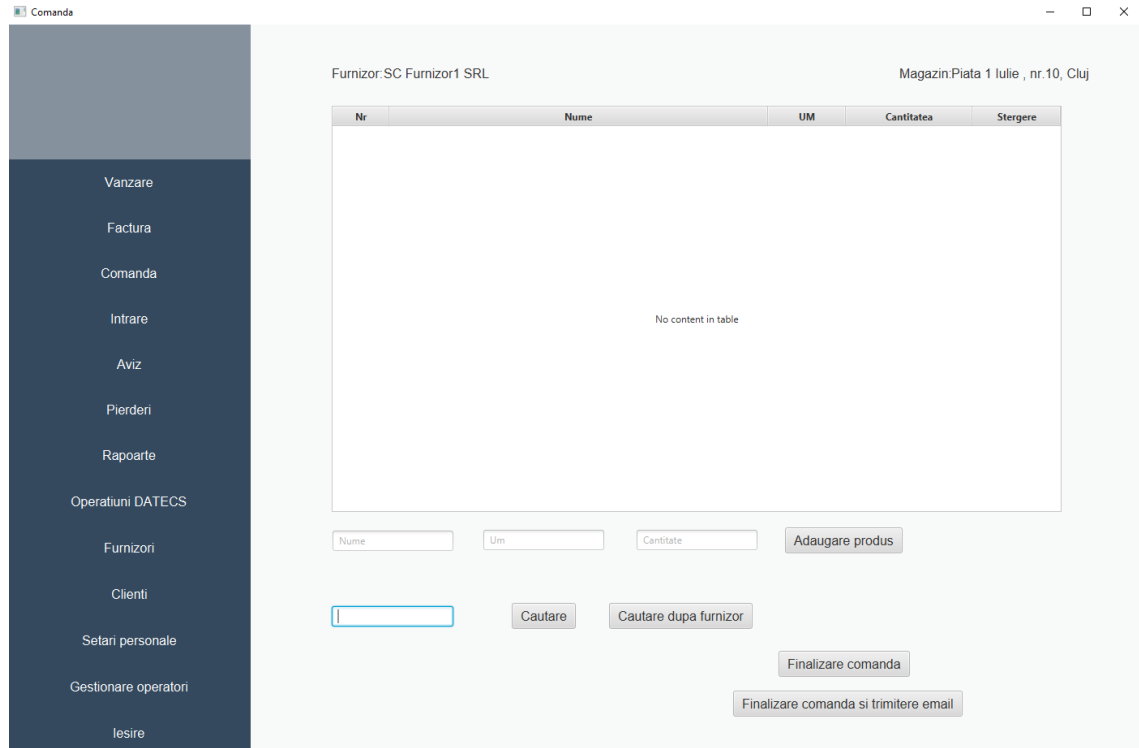 Comanda
Furnizor:SC Furnizor1 SRL
Magazin:Piata 1 Iulie , nr.10, Cluj
Nr Nume UM Cantitatea Stergere
No content in table
Vanzare
Factura
Comanda
Intrare
Aviz
Pierderi
Rapoarte
Operatiuni DATECS
Furnizori
Clienti
Setari personale
Gestionare operatori
Iesire
Nume Um Cantitate Adaugare produs
Cautare Cautare dupa furnizor
Finalizare comanda
Finalizare comanda si trimitere email